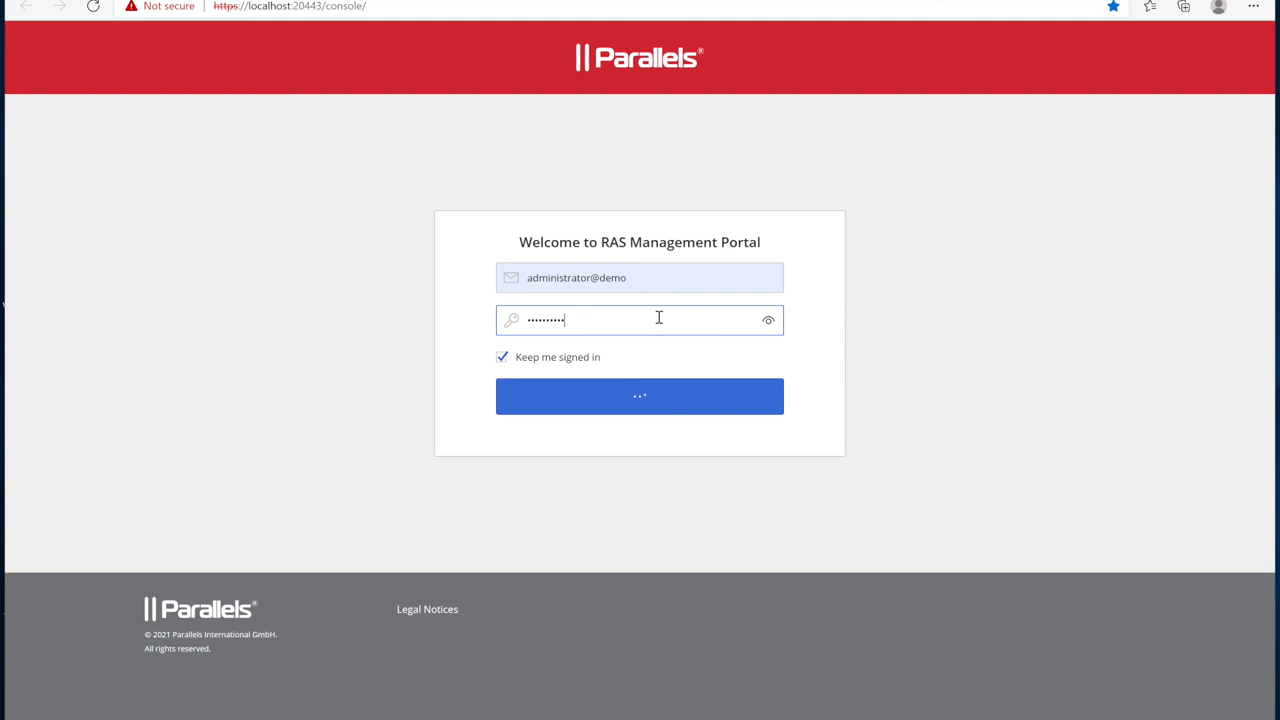 Not secure https://localhost:20443/console/
Parallels®
Welcome to RAS Management Portal
administrator@demo
••••••••••
Keep me signed in
Parallels®
Legal Notices
© 2021 Parallels International GmbH.
All rights reserved.